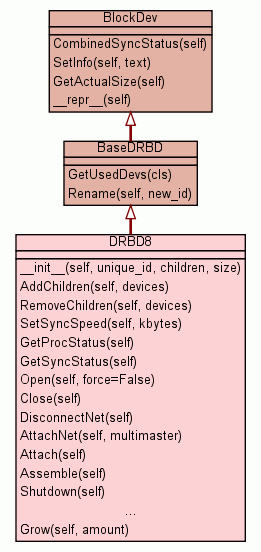 BlockDev
CombinedSyncStatus(self)
SetInfo(self, text)
GetActualSize(self)
__repr__(self)
BaseDRBD
GetUsedDevs(cls)
Rename(self, new_id)
DRBD8
__init__(self, unique_id, children, size)
AddChildren(self, devices)
RemoveChildren(self, devices)
SetSyncSpeed(self, kbytes)
GetProcStatus(self)
GetSyncStatus(self)
Open(self, force=False)
Close(self)
DisconnectNet(self)
AttachNet(self, multimaster)
Attach(self)
Assemble(self)
Shutdown(self)
...
Grow(self, amount)